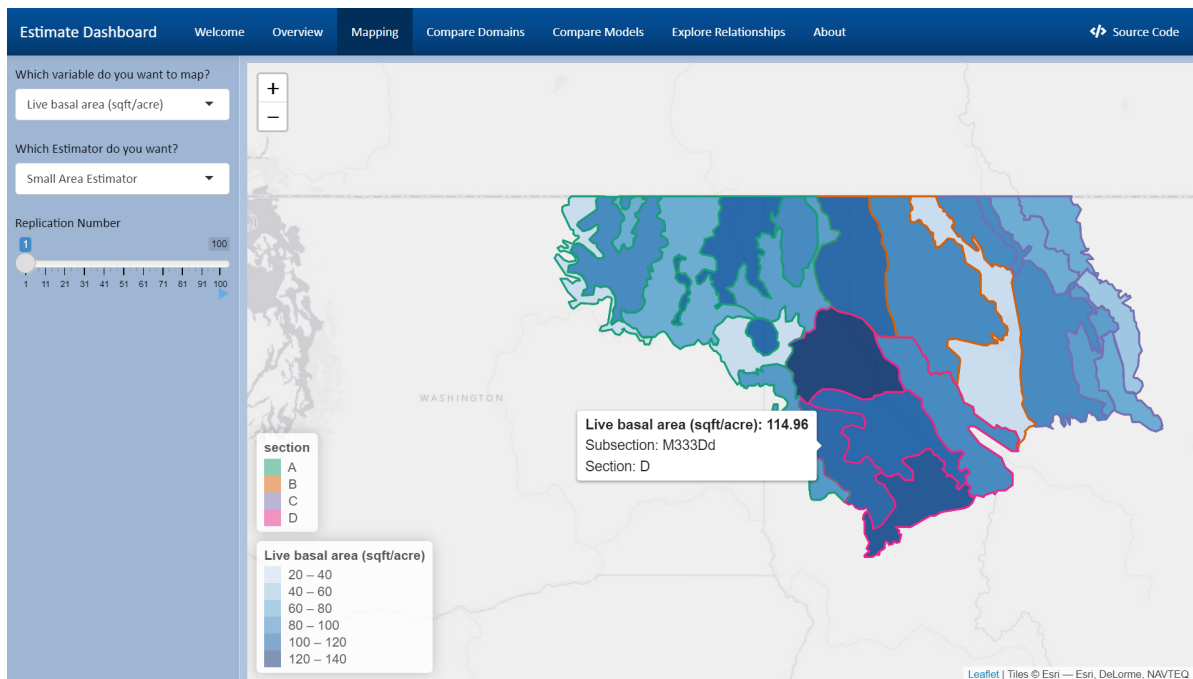 Estimate Dashboard
Welcome
Overview
Mapping
Compare Domains
Compare Models
Explore Relationships
About
</> Source Code
Which variable do you want to map?
Live basal area (sqft/acre)
Which Estimator do you want?
Small Area Estimator
Replication Number
1
100
1 11 21 31 41 51 61 71 81 91 100
+
−
WASHINGTON
Live basal area (sqft/acre): 114.96
Subsection: M333Dd
Section: D
section
A
B
C
D
Live basal area (sqft/acre)
20 – 40
40 – 60
60 – 80
80 – 100
100 – 120
120 – 140
Leaflet | Tiles © Esri — Esri, DeLorme, NAVTEQ